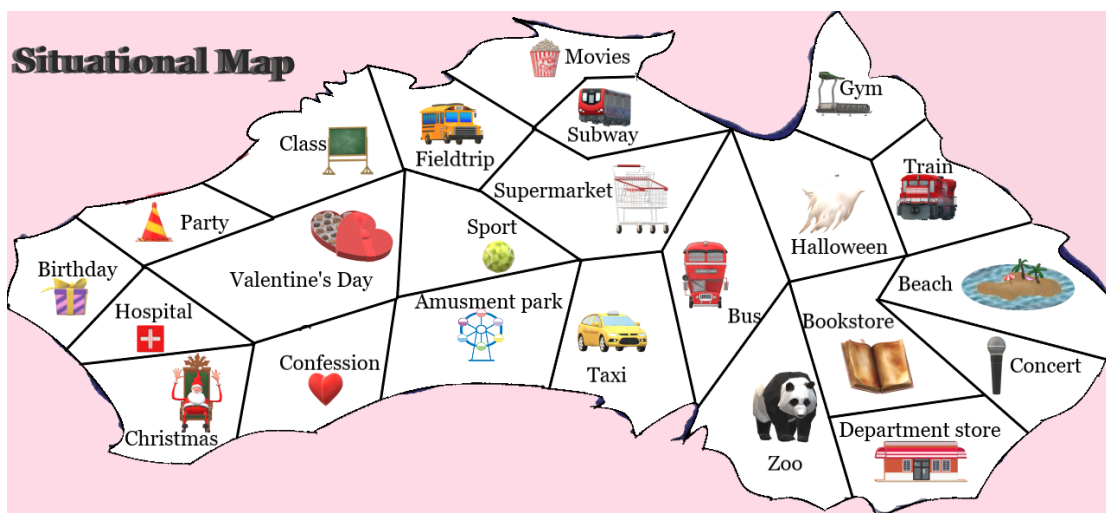 Situational Map
Movies
Gym
Subway
Class
Fieldtrip
Train
Supermarket
Party
Sport
Halloween
Birthday
Valentine's Day
Beach
Hospital
Amusment park
Bus
Bookstore
Confession
Taxi
Concert
Christmas
Department store
Zoo